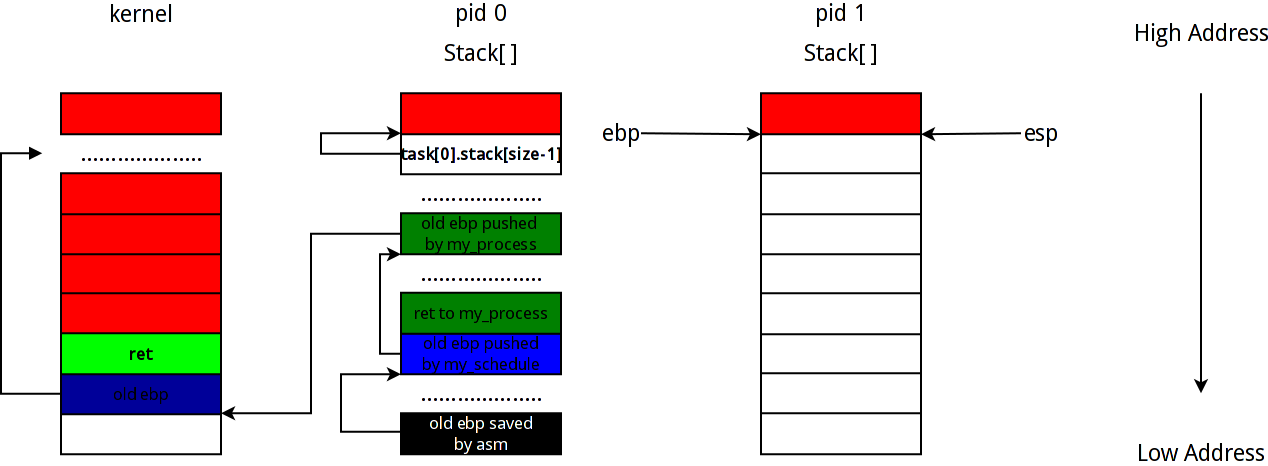 kernel
pid 0
pid 1
Stack[ ]
Stack[ ]
High Address
ebp
esp
task[0].stack[size-1]
....................
....................
old ebp pushed
by my_process
....................
ret to my_process
ret
old ebp pushed
by my_schedule
old ebp
....................
old ebp saved
by asm
Low Address